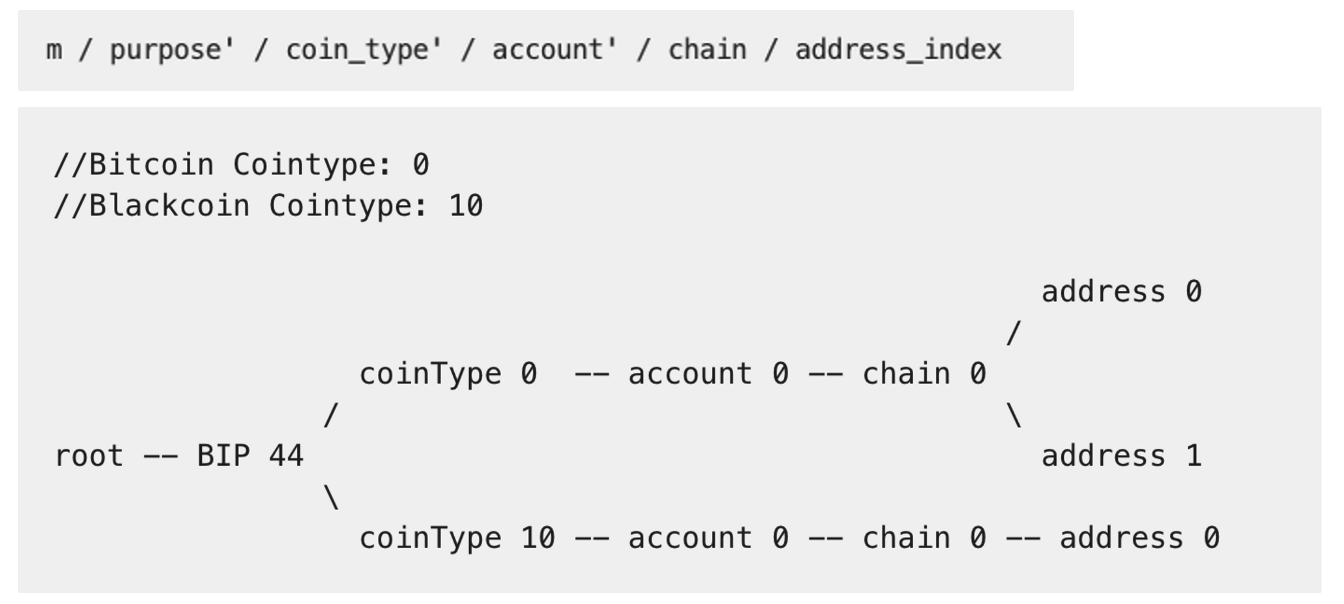 m / purpose' / coin_type' / account' / chain / address_index
//Bitcoin Cointype: 0
//Blackcoin Cointype: 10
address 0
/
coinType 0  -- account 0 -- chain 0
/ \
root -- BIP 44 address 1
\
coinType 10 -- account 0 -- chain 0 -- address 0